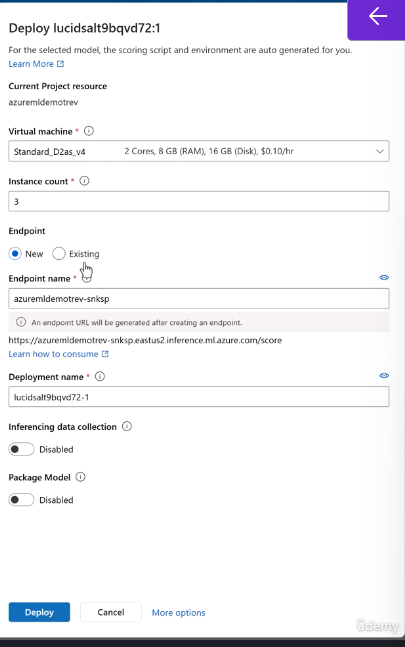 Deploy lucidsalt9bqvd72:1
For the selected model, the scoring script and environment are auto generated for you.
Learn More
Current Project resource
azuremldemotrev
Virtual machine *
Standard_D2as_v4 2 Cores, 8 GB (RAM), 16 GB (Disk), $0.10/hr
Instance count *
3
Endpoint
New Existing
Endpoint name *
azuremldemotrev-snksp
An endpoint URL will be generated after creating an endpoint.
https://azuremldemotrev-snksp.eastus2.inference.ml.azure.com/score
Learn how to consume
Deployment name *
lucidsalt9bqvd72-1
Inferencing data collection
Disabled
Package Model
Disabled
Deploy Cancel More options
ûdemy